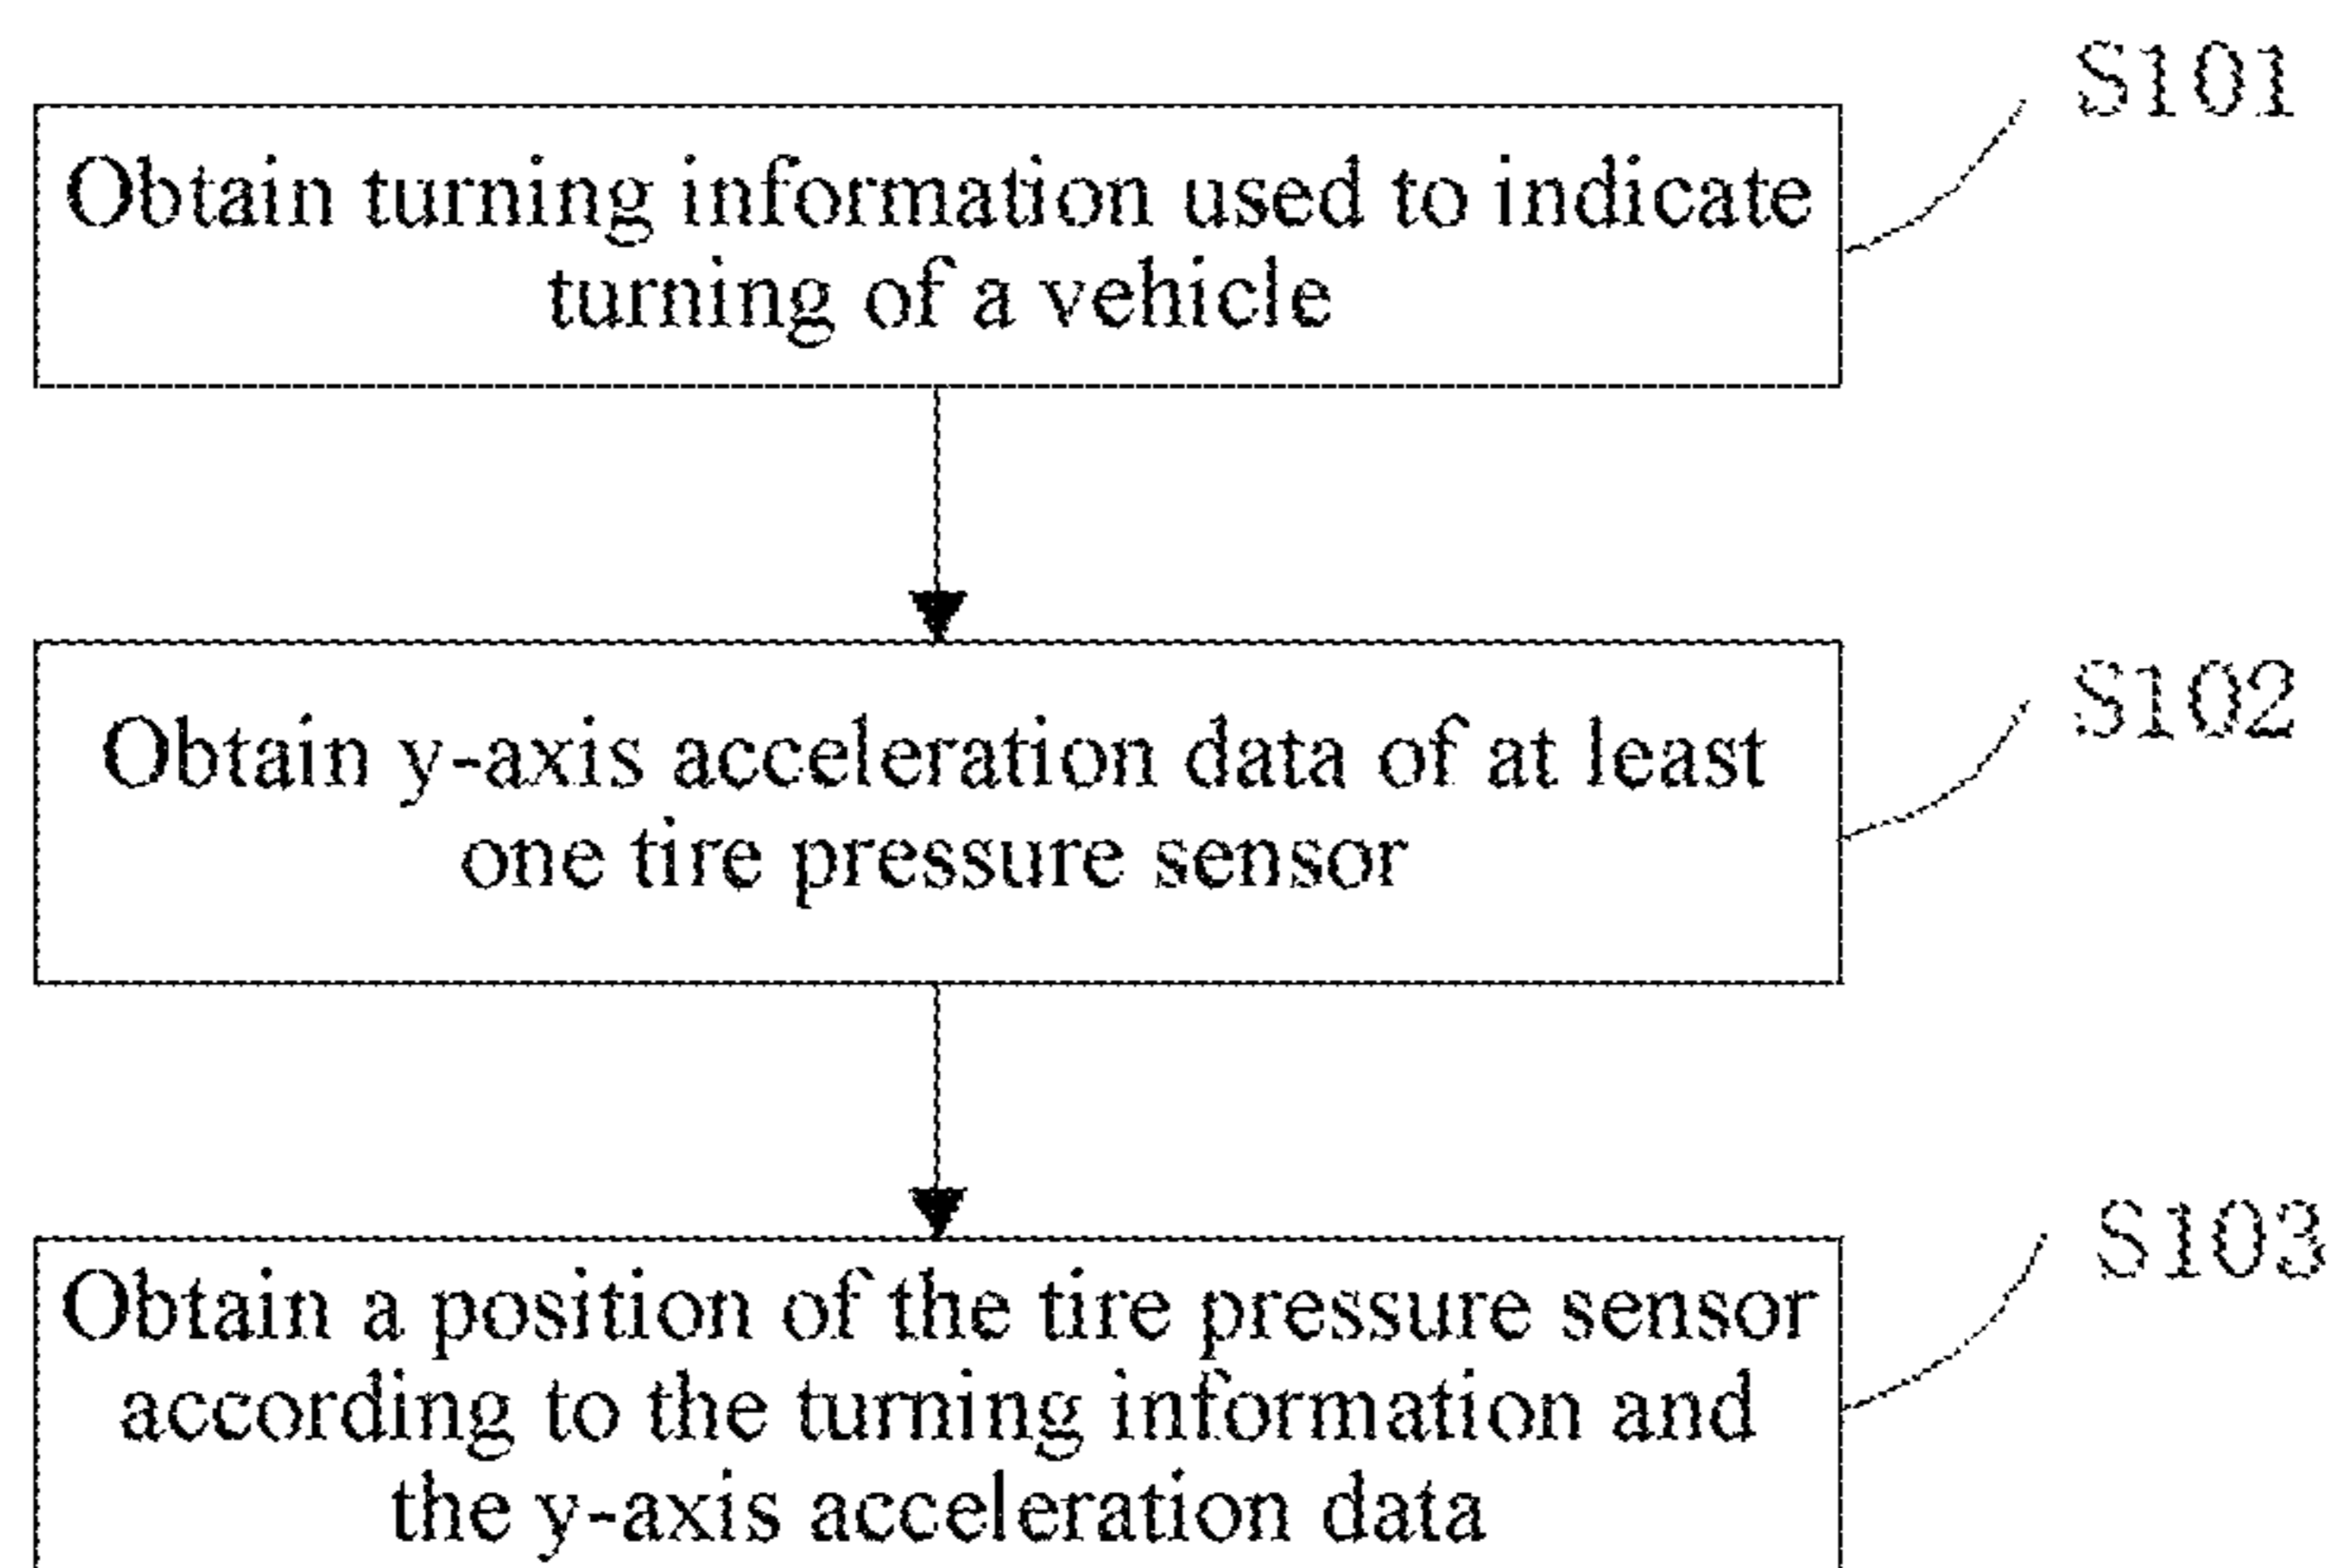 S101
Obtain turning information used to indicate
turning of a vehicle
S102
Obtain y-axis acceleration data of at least
one tire pressure sensor
S103
Obtain a position of the tire pressure sensor
according to the turning information and
the y-axis acceleration data